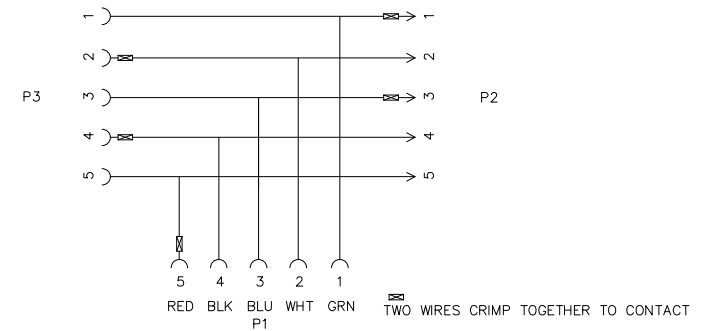 1 1
2 2
P3 3 3 P2
4 4
5 5
5 4 3 2 1
RED BLK BLU WHT GRN
P1
TWO WIRES CRIMP TOGETHER TO CONTACT